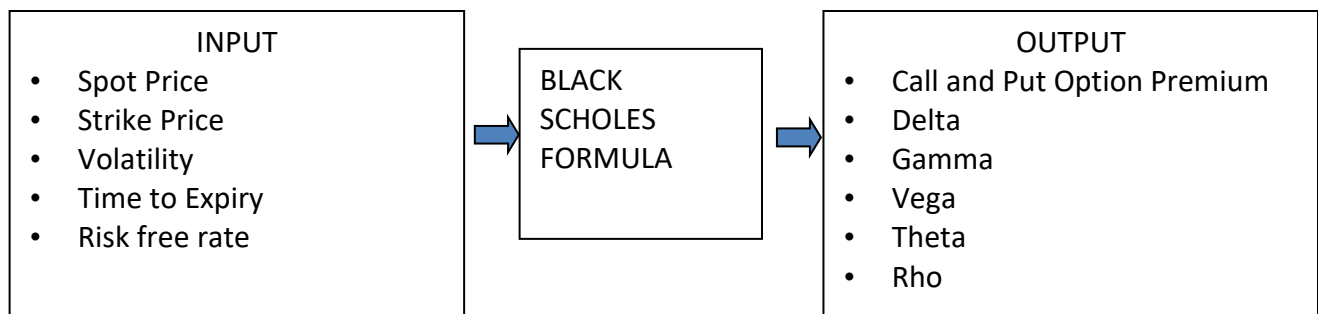 INPUT
• Spot Price
• Strike Price
• Volatility
• Time to Expiry
• Risk free rate
BLACK
SCHOLES
FORMULA
OUTPUT
• Call and Put Option Premium
• Delta
• Gamma
• Vega
• Theta
• Rho